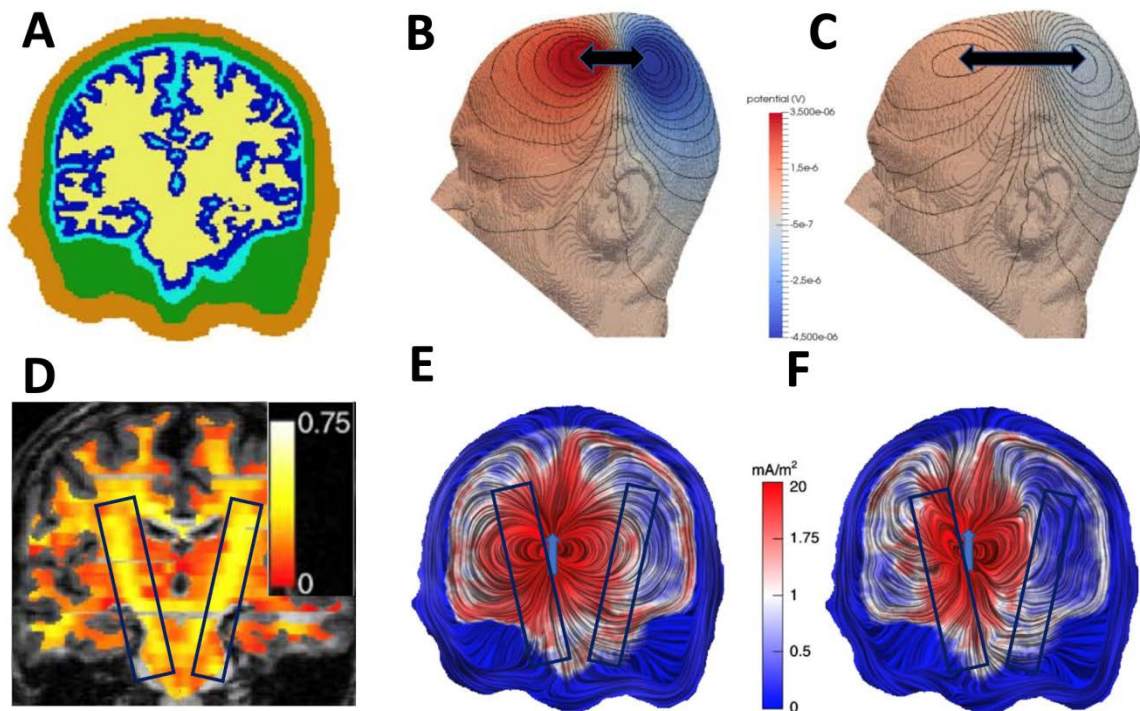 A
B
C
potential (V)
3,500e-06
1.5e-6
-5e-7
-2.5e-6
-4,500e-06
D
0.75
0
E
F
mA/m²
20
1.75
1
0.5
0